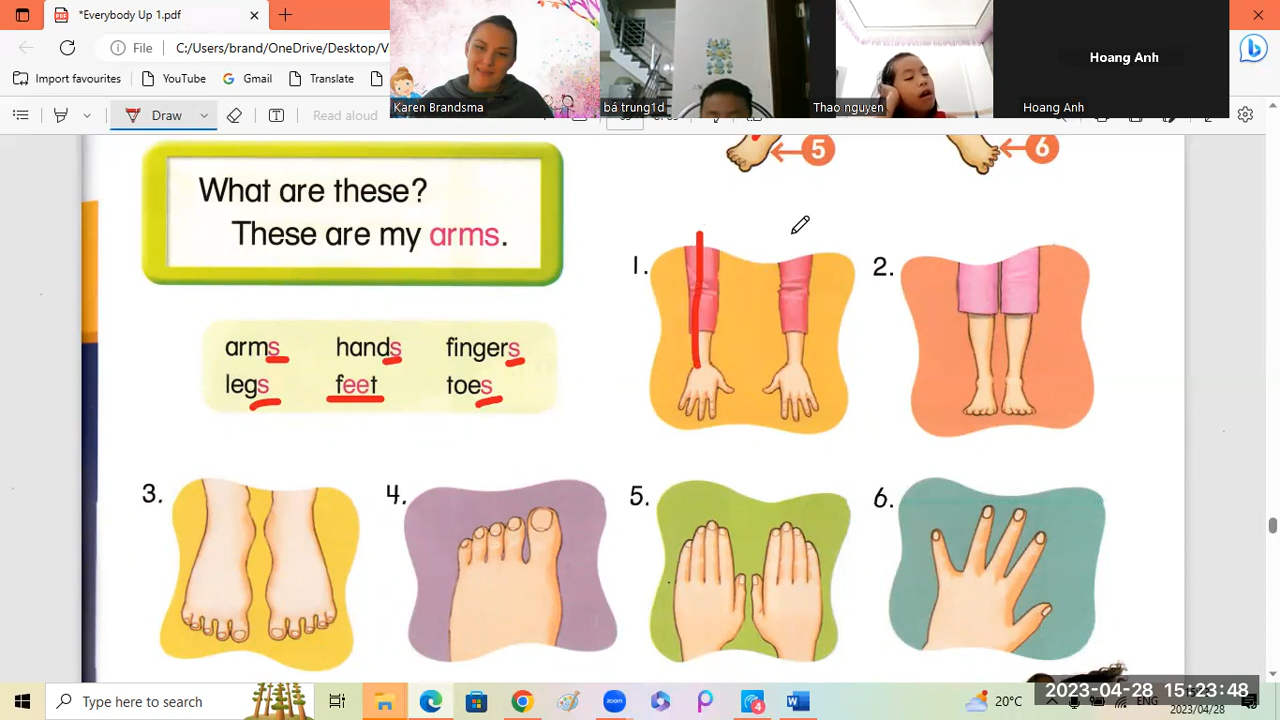 *Everybody Up 1.pdf
File
C:/Users/brand/OneDrive/Desktop/V
Import favourites
YouTube
Gmail
Translate
Draw
Read aloud
Karen Brandsma
bá trung1d
Thao nguyen
Hoang Anh
Hoang Anh
5
6
What are these?
These are my arms.
arms hands fingers
legs feet toes
1.
2.
3.
4.
5.
6.
Type here to search
4
20°C
ENG
2023-04-28 15:23:48
2023/04/28